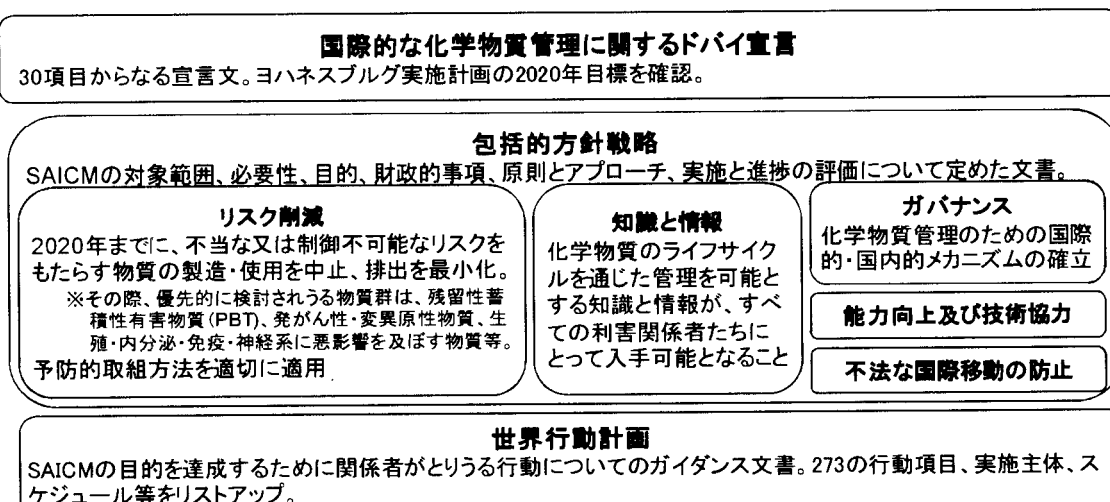 国際的な化学物質管理に関するドバイ宣言
30項目からなる宣言文。ヨハネスブルグ実施計画の2020年目標を確認。
包括的方針戦略
SAICMの対象範囲、必要性、目的、財政的事項、原則とアプローチ、実施と進捗の評価について定めた文書。
リスク削減
2020年までに、不当な又は制御不可能なリスクを
もたらす物質の製造・使用を中止、排出を最小化。
※その際、優先的に検討されうる物質群は、残留性蓄
積性有害物質(PBT)、発がん性・変異原性物質、生
殖・内分泌・免疫・神経系に悪影響を及ぼす物質等。
予防的取組方法を適切に適用
知識と情報
化学物質のライフサイク
ルを通じた管理を可能と
する知識と情報が、すべ
ての利害関係者たちに
とって入手可能となること
ガバナンス
化学物質管理のための国際
的・国内的メカニズムの確立
能力向上及び技術協力
不法な国際移動の防止
世界行動計画
SAICMの目的を達成するために関係者がとりうる行動についてのガイダンス文書。273の行動項目、実施主体、ス
ケジュール等をリストアップ。